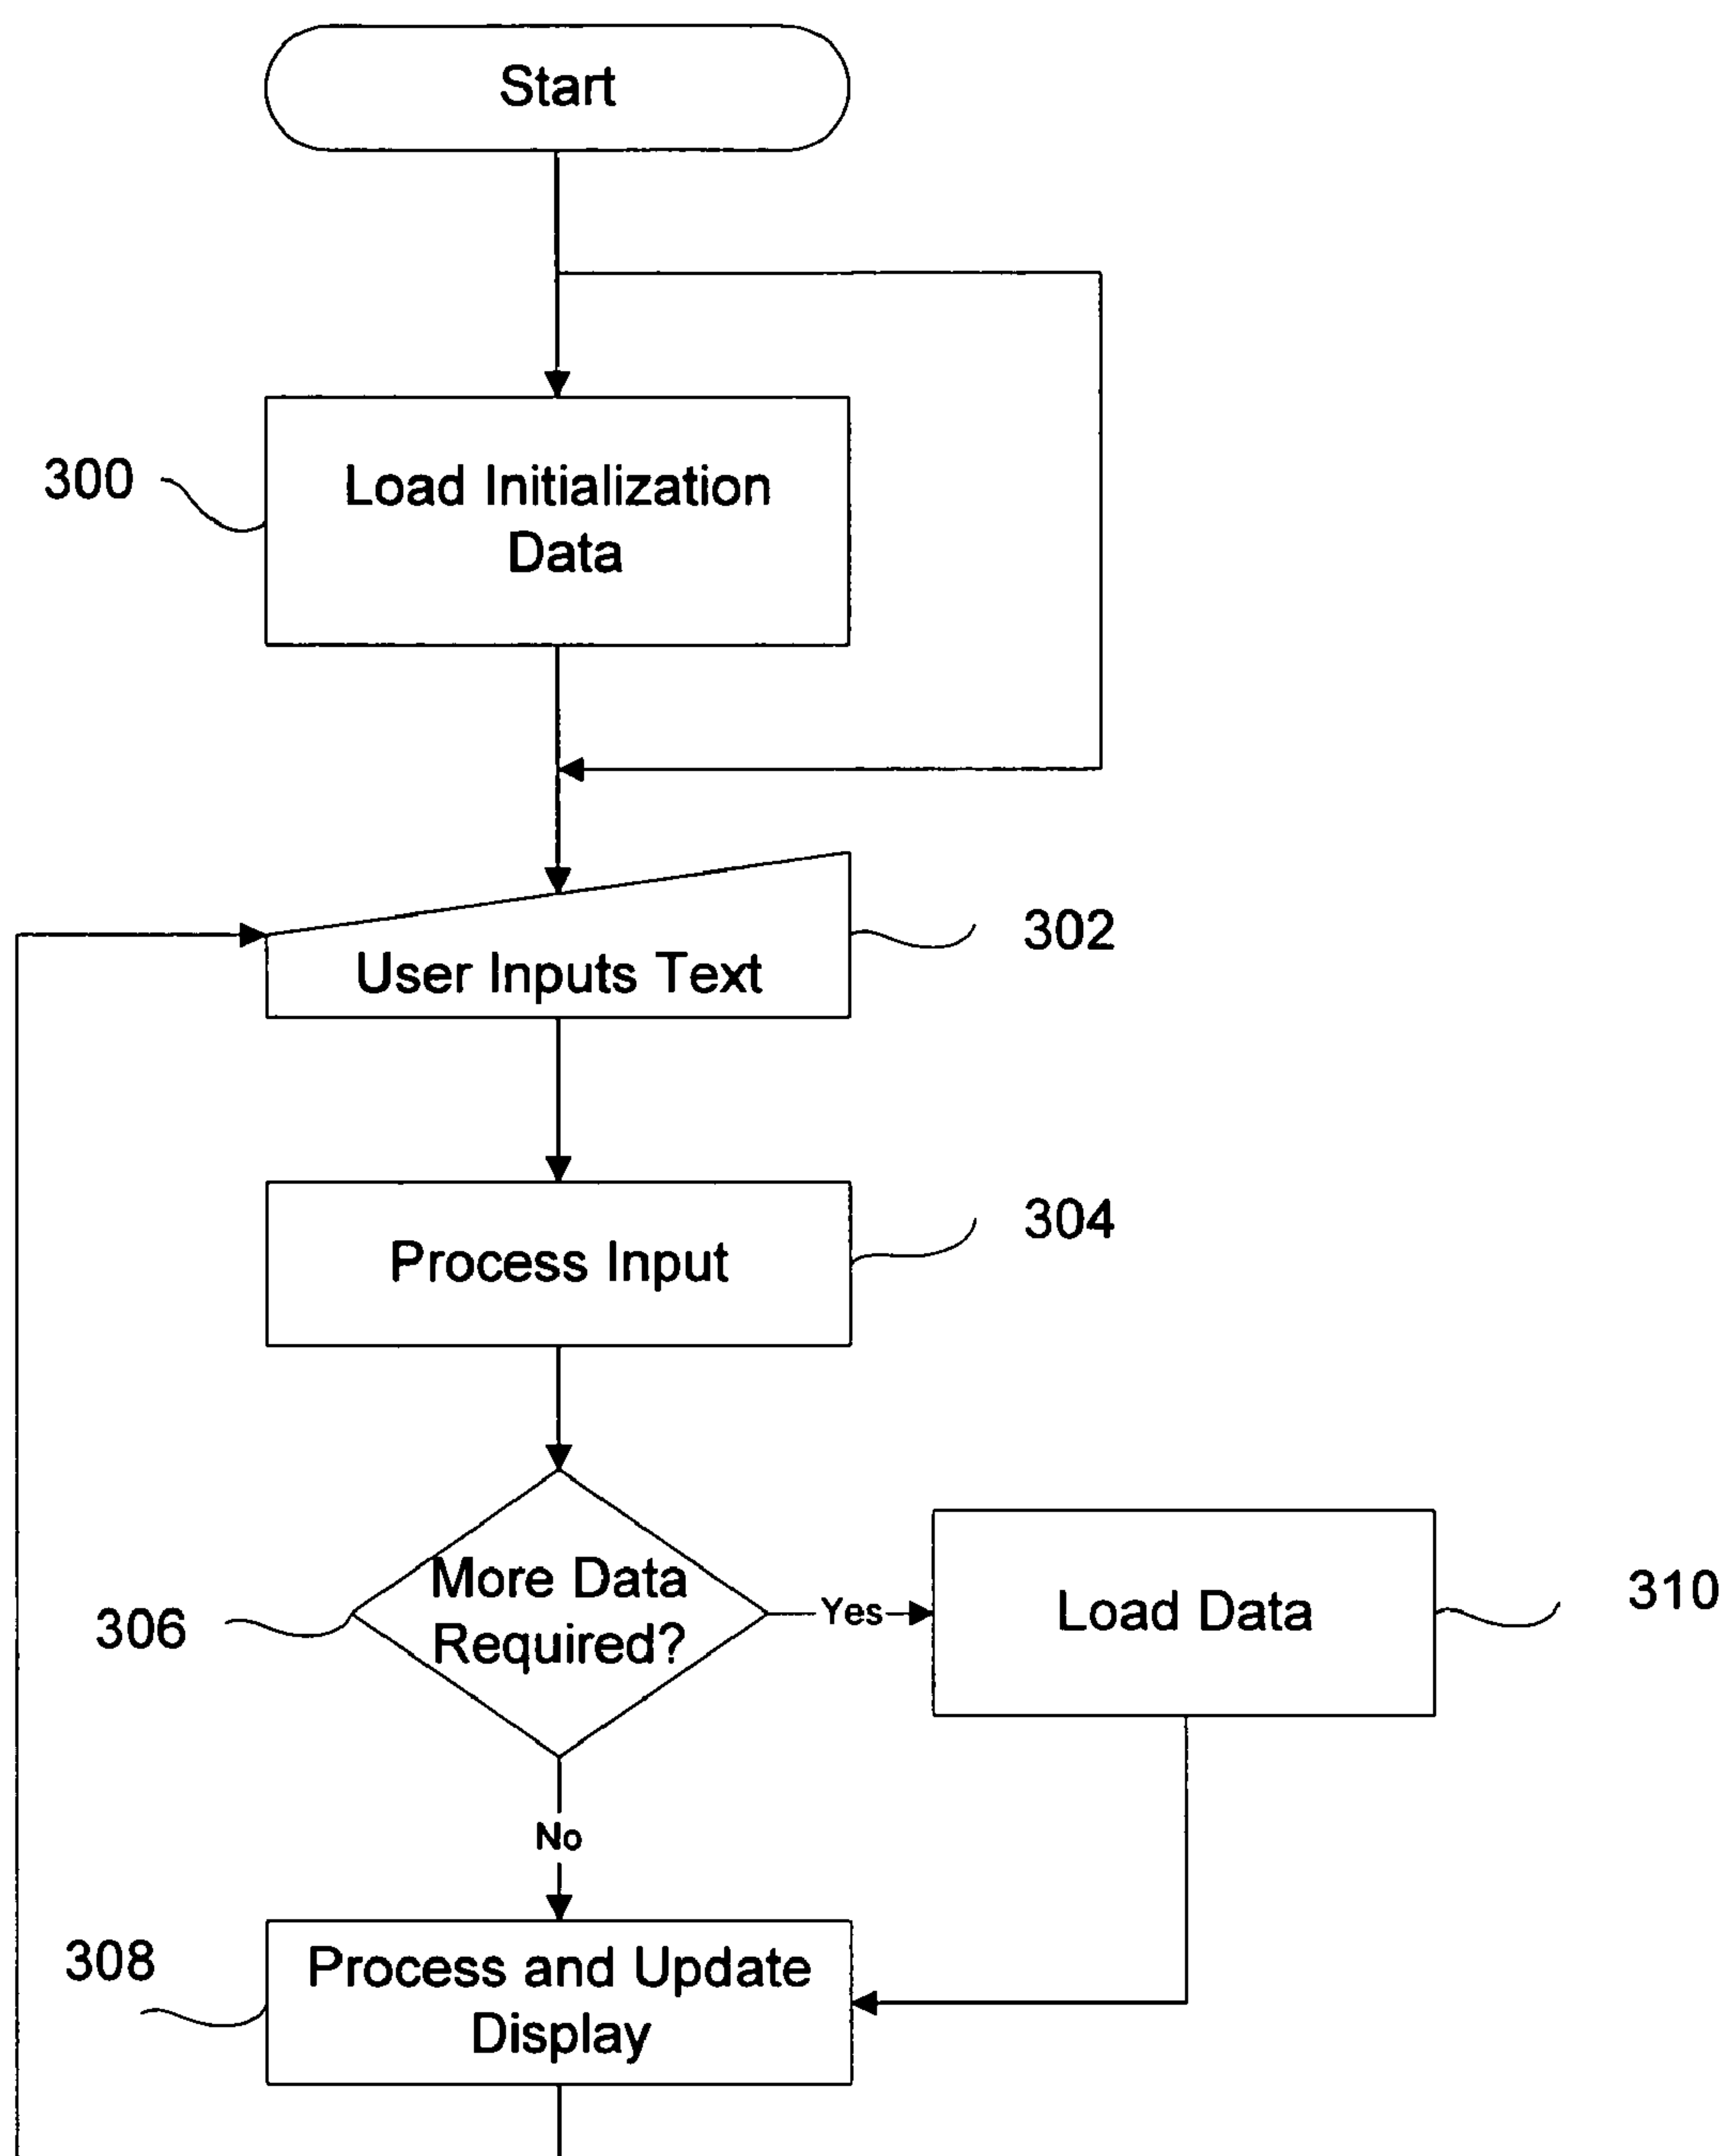 Start
300
Load Initialization
Data
302
User Inputs Text
304
Process Input
306
More Data
Required?
Yes
Load Data
310
No
308
Process and Update
Display